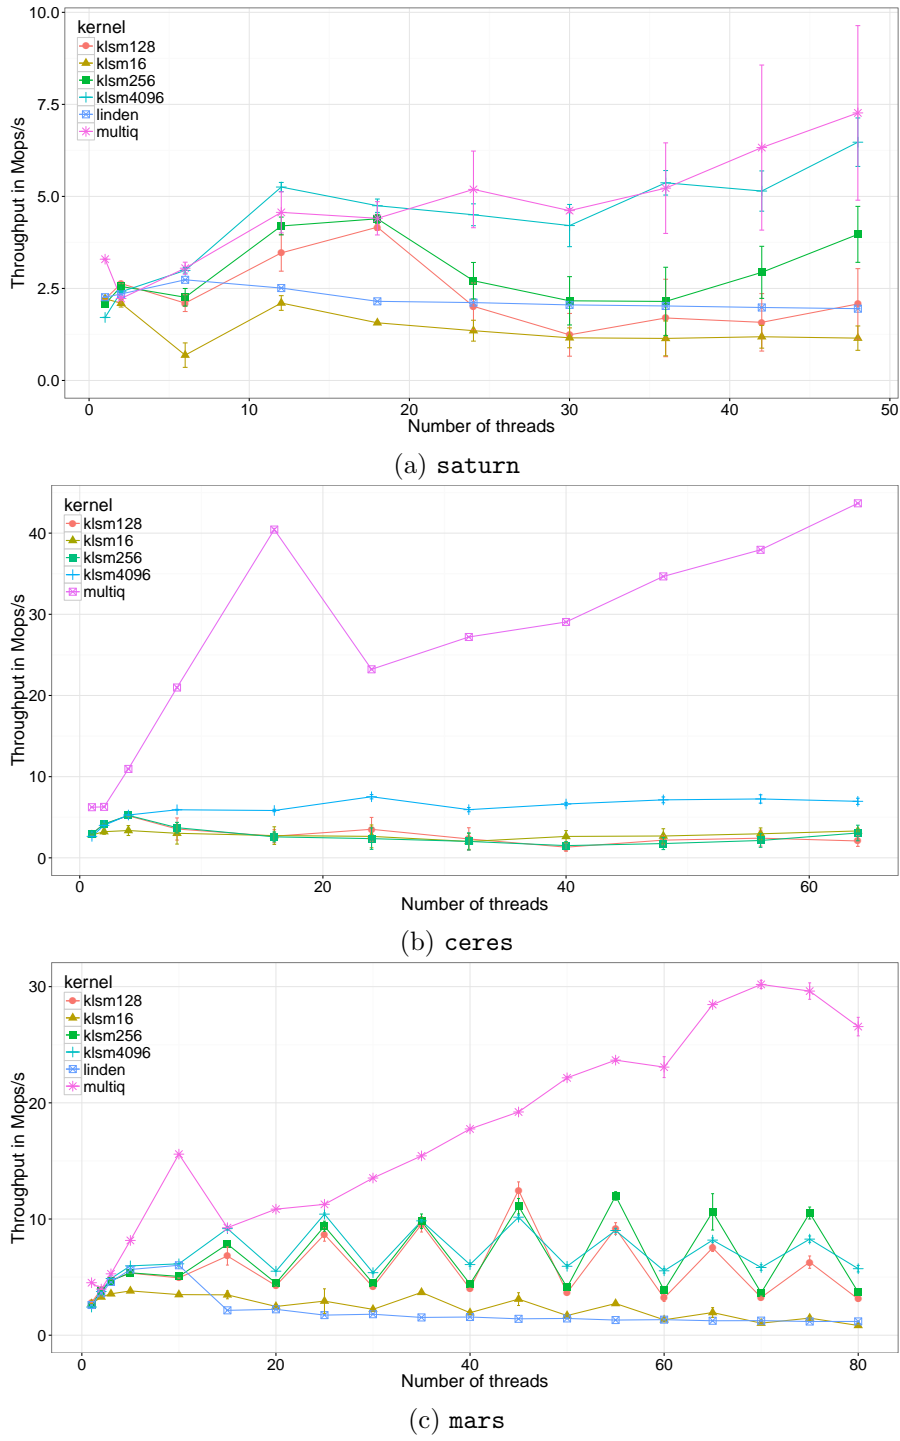 kernel
klsm128
klsm16
klsm256
klsm4096
linden
multiq
Throughput in Mops/s
10.0
7.5
5.0
2.5
0.0
0 10 20 30 40 50
Number of threads
(a) saturn
kernel
klsm128
klsm16
klsm256
klsm4096
multiq
Throughput in Mops/s
40
30
20
10
0
0 20 40 60
Number of threads
(b) ceres
kernel
klsm128
klsm16
klsm256
klsm4096
linden
multiq
Throughput in Mops/s
30
20
10
0
0 20 40 60 80
Number of threads
(c) mars